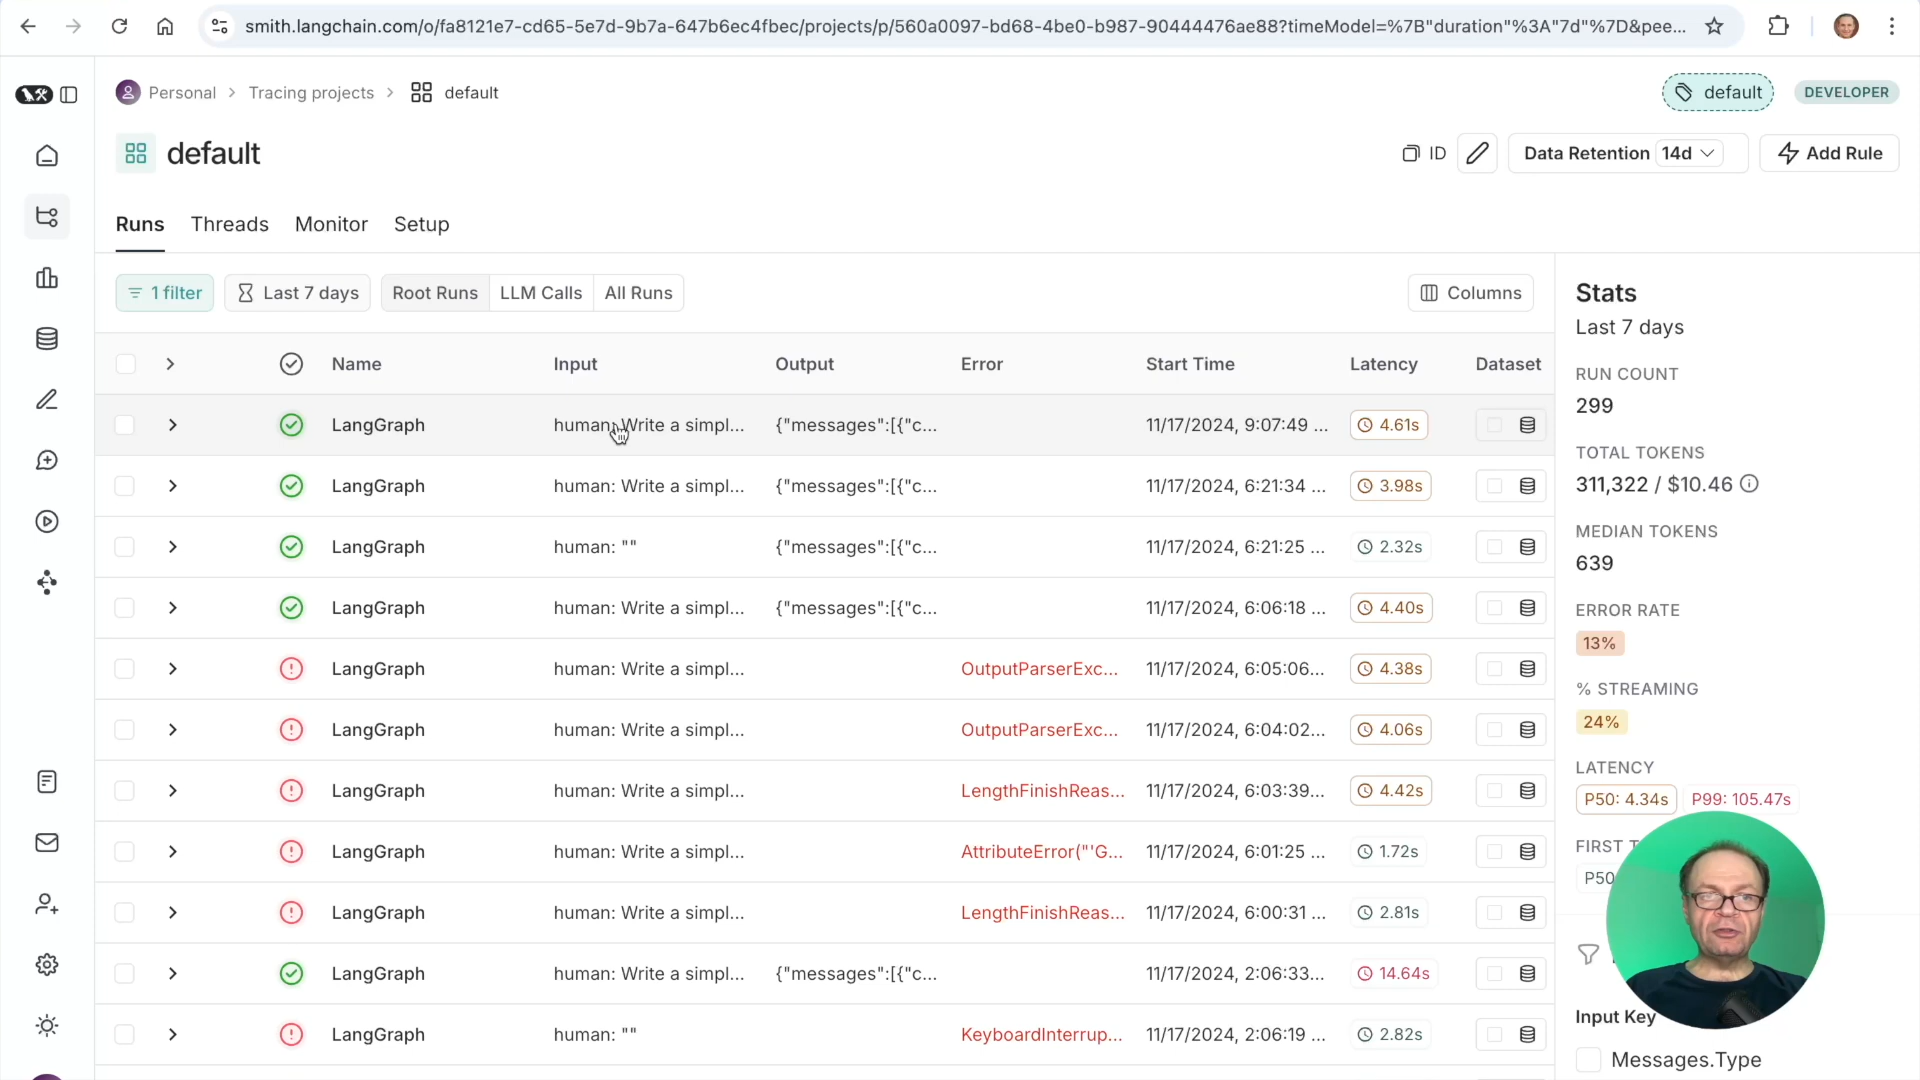 smith.langchain.com/o/fa8121e7-cd65-5e7d-9b7a-647b6ec4fbec/projects/p/560a0097-bd68-4be0-b987-90444476ae88?timeModel=%7B"duration"%3A"7d"%7D&pee...
Personal > Tracing projects > default
default DEVELOPER
default
ID Data Retention 14d Add Rule
Runs Threads Monitor Setup
1 filter Last 7 days Root Runs LLM Calls All Runs Columns
Name Input Output Error Start Time Latency Dataset
LangGraph human: Write a simpl... {"messages":[{"c... 11/17/2024, 9:07:49 ... 4.61s
LangGraph human: Write a simpl... {"messages":[{"c... 11/17/2024, 6:21:34 ... 3.98s
LangGraph human: "" {"messages":[{"c... 11/17/2024, 6:21:25 ... 2.32s
LangGraph human: Write a simpl... {"messages":[{"c... 11/17/2024, 6:06:18 ... 4.40s
LangGraph human: Write a simpl... OutputParserExc... 11/17/2024, 6:05:06... 4.38s
LangGraph human: Write a simpl... OutputParserExc... 11/17/2024, 6:04:02... 4.06s
LangGraph human: Write a simpl... LengthFinishReas... 11/17/2024, 6:03:39... 4.42s
LangGraph human: Write a simpl... AttributeError("'G... 11/17/2024, 6:01:25 ... 1.72s
LangGraph human: Write a simpl... LengthFinishReas... 11/17/2024, 6:00:31 ... 2.81s
LangGraph human: Write a simpl... {"messages":[{"c... 11/17/2024, 2:06:33... 14.64s
LangGraph human: "" KeyboardInterrup... 11/17/2024, 2:06:19 ... 2.82s
Stats
Last 7 days
RUN COUNT
299
TOTAL TOKENS
311,322 / $10.46
MEDIAN TOKENS
639
ERROR RATE
13%
% STREAMING
24%
LATENCY
P50: 4.34s P99: 105.47s
FIRST
P50
Input Key
Messages.Type